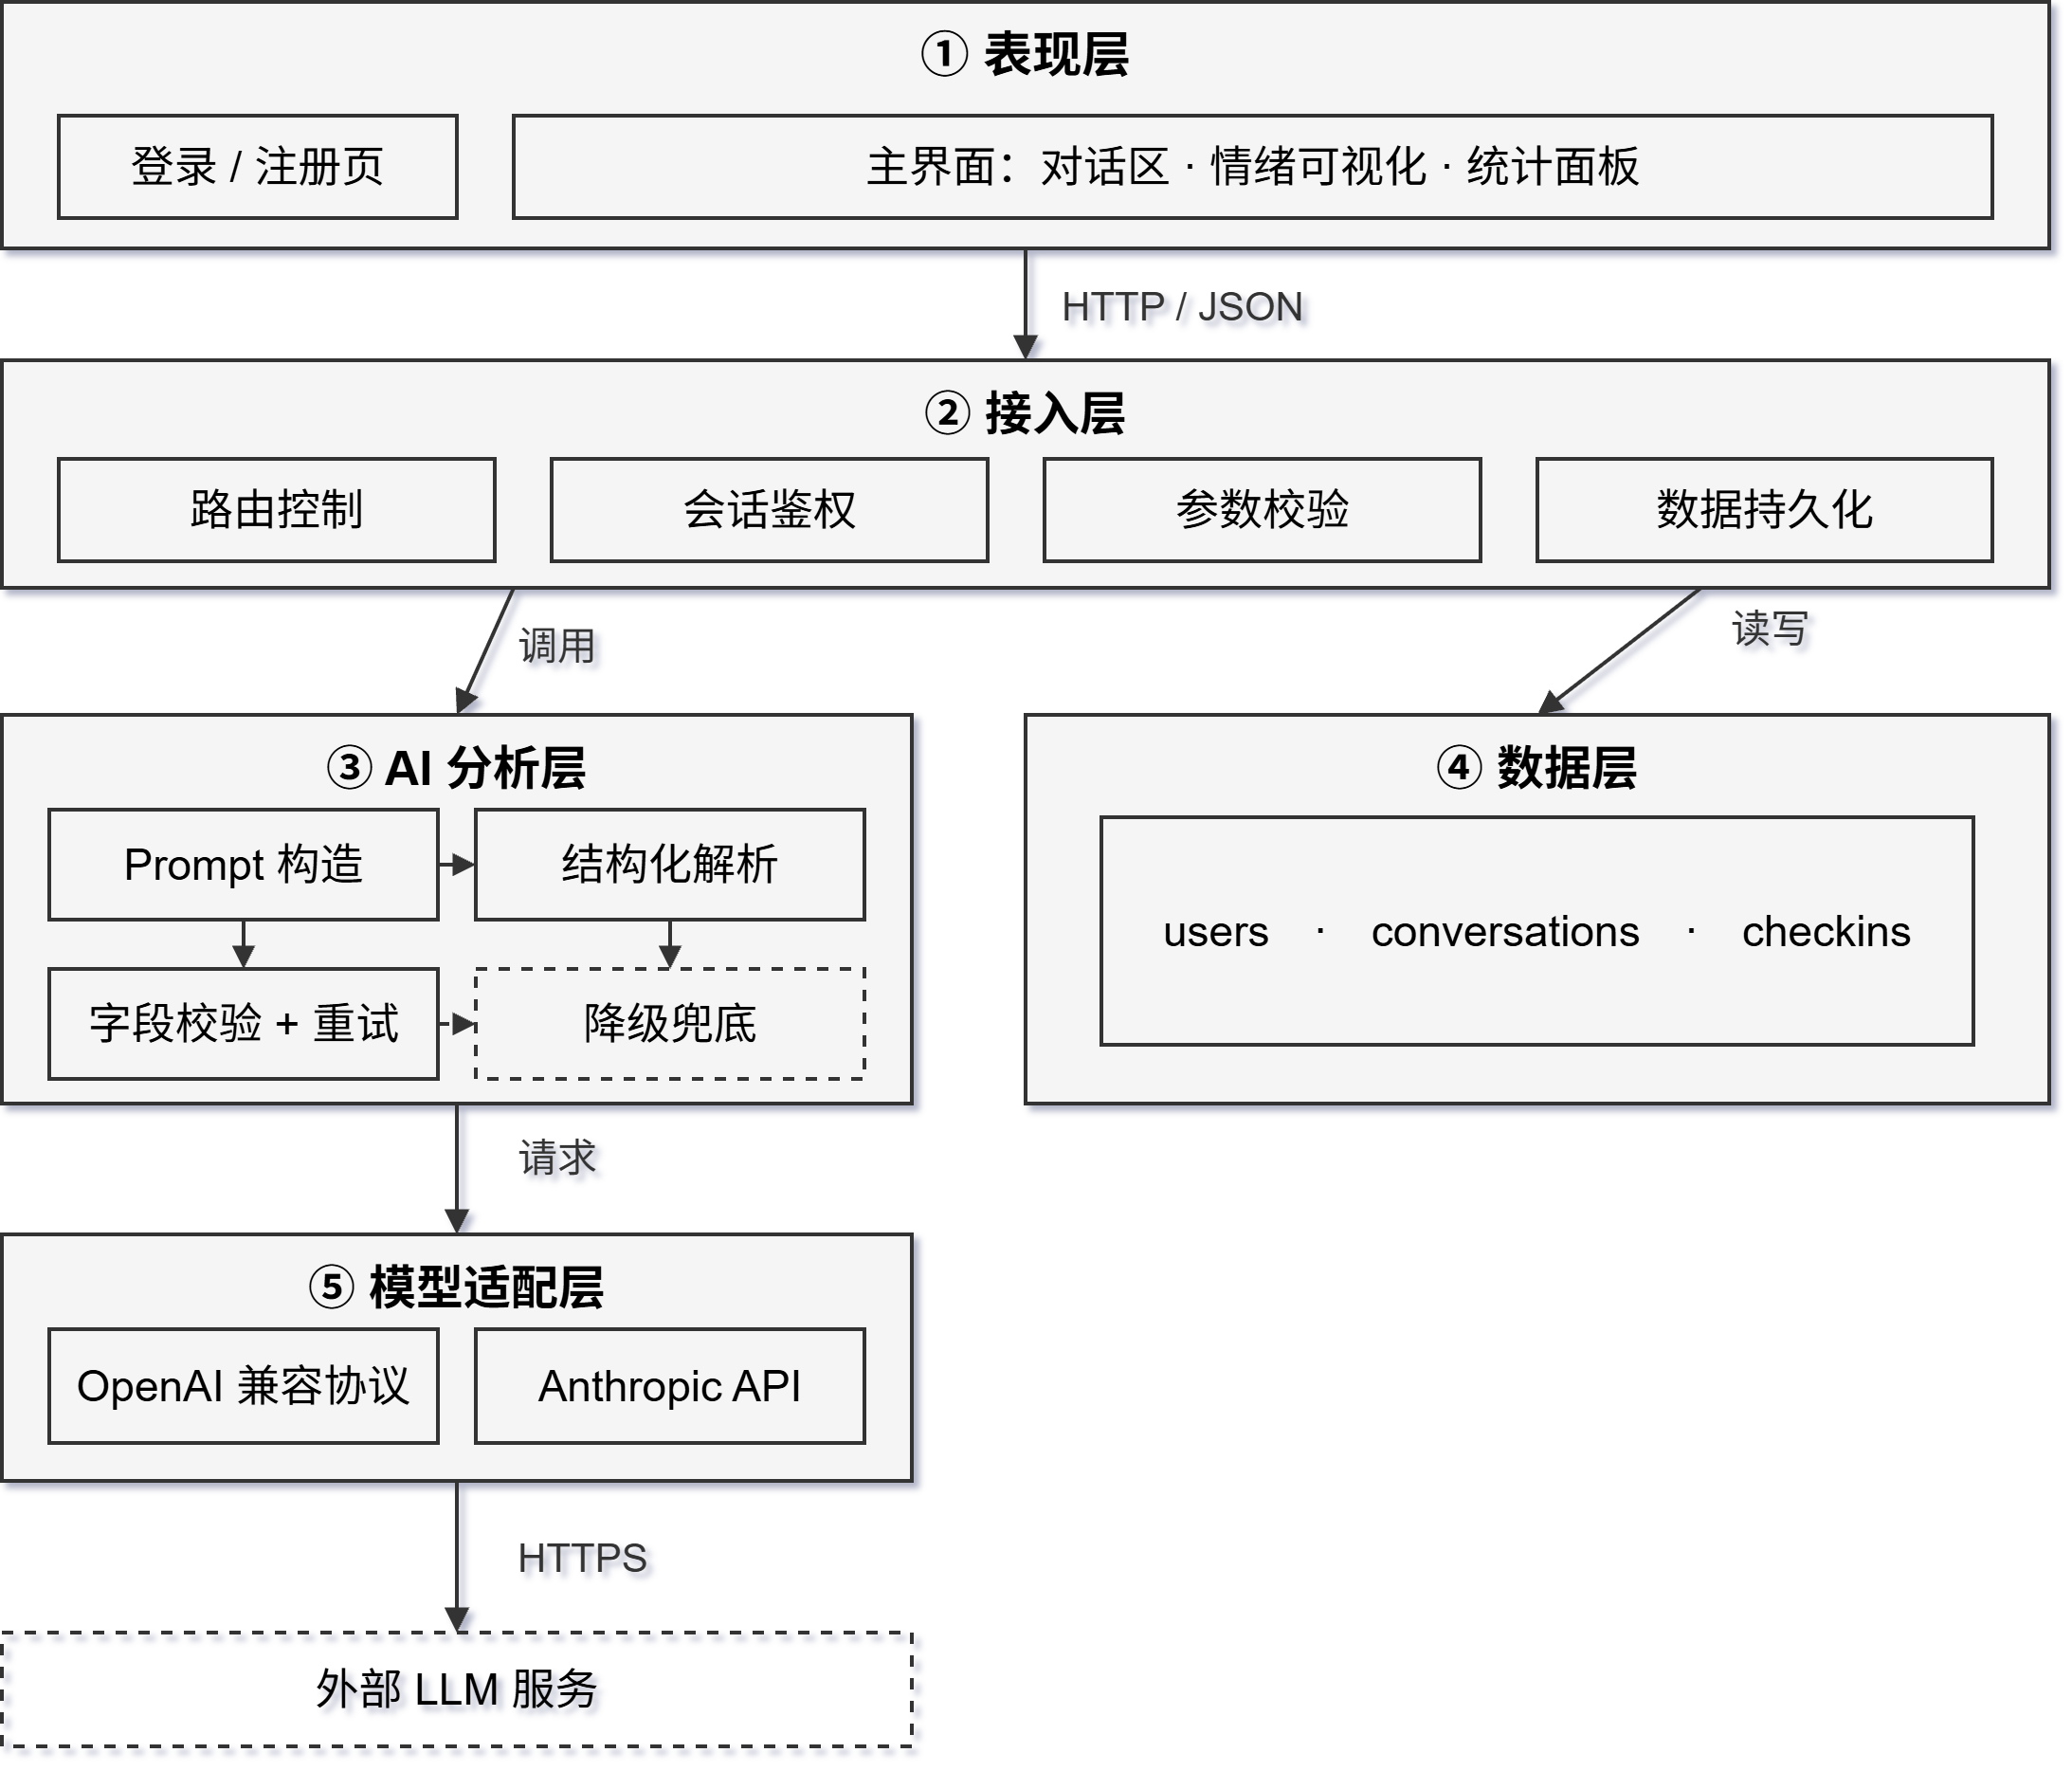 ① 表现层
登录 / 注册页
主界面：对话区 · 情绪可视化 · 统计面板
HTTP / JSON
② 接入层
路由控制
会话鉴权
参数校验
数据持久化
调用
读写
③ AI 分析层
Prompt 构造
结构化解析
字段校验 + 重试
降级兜底
④ 数据层
users · conversations · checkins
请求
⑤ 模型适配层
OpenAI 兼容协议
Anthropic API
HTTPS
外部 LLM 服务